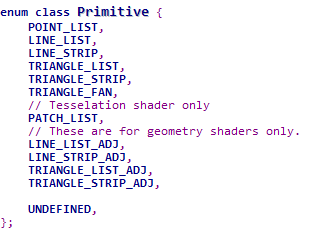 enum class Primitive {
    POINT_LIST,
    LINE_LIST,
    LINE_STRIP,
    TRIANGLE_LIST,
    TRIANGLE_STRIP,
    TRIANGLE_FAN,
    // Tesselation shader only
    PATCH_LIST,
    // These are for geometry shaders only.
    LINE_LIST_ADJ,
    LINE_STRIP_ADJ,
    TRIANGLE_LIST_ADJ,
    TRIANGLE_STRIP_ADJ,

    UNDEFINED,
};